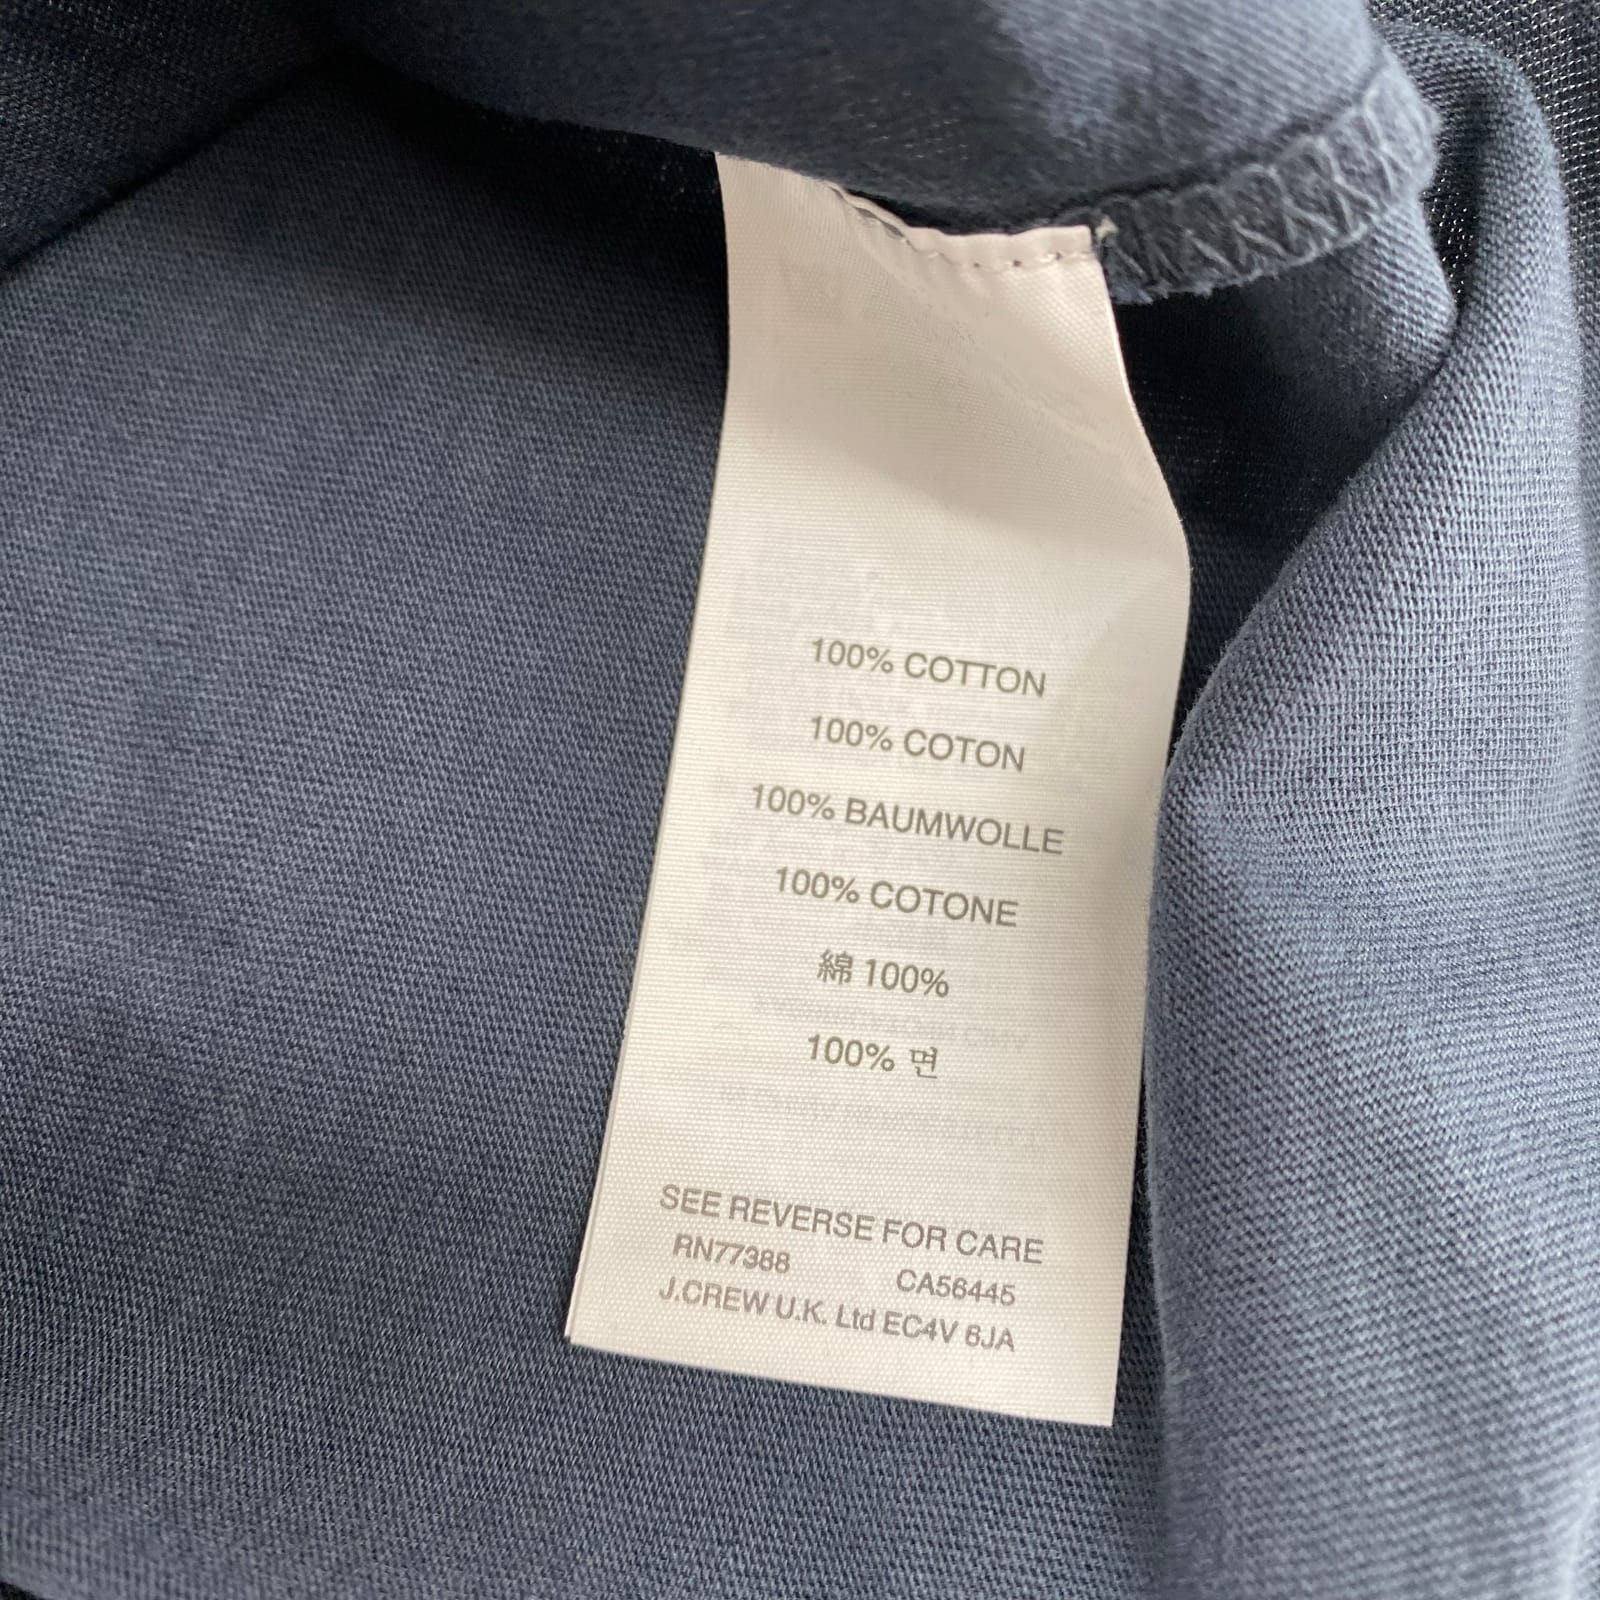 100% COTTON
100% COTON
100% BAUMWOLLE
100% COTONE
綿 100%
100% 면
SEE REVERSE FOR CARE
RN77388 CA56445
J.CREW U.K. Ltd EC4V 6JA